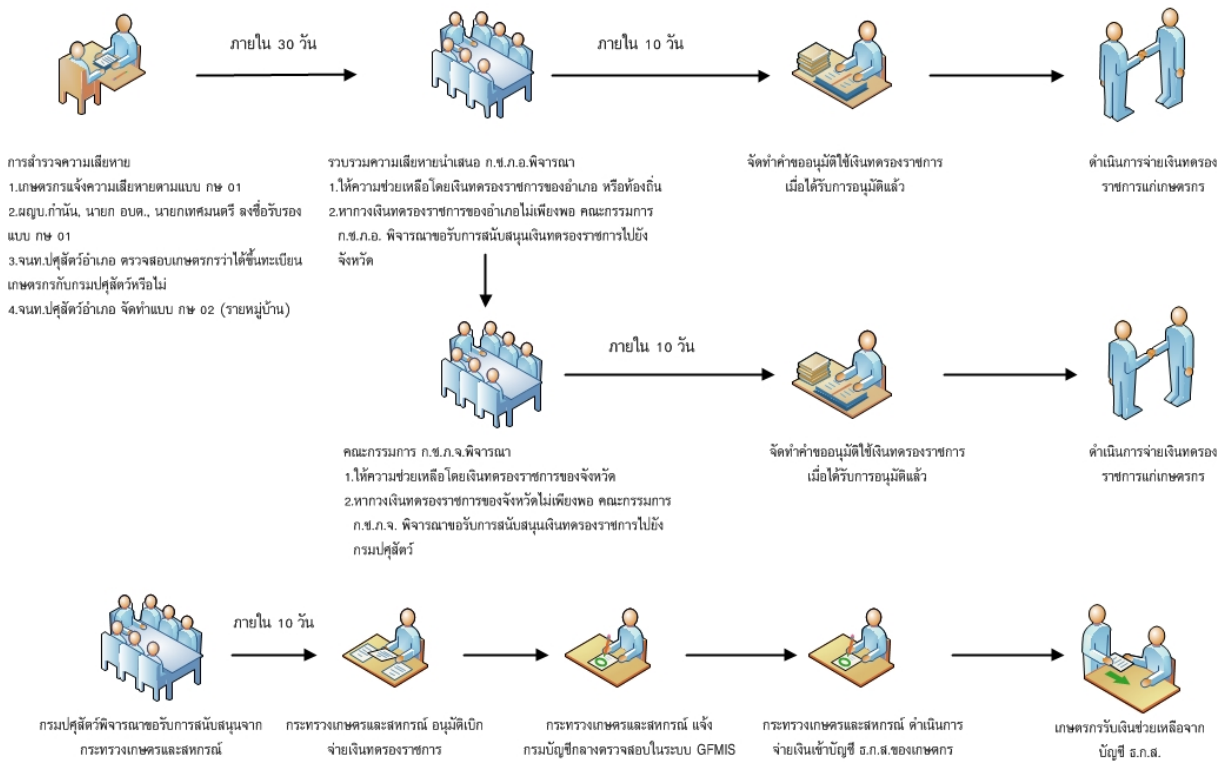 ภายใน 30 วัน
ภายใน 10 วัน
การสำรวจความเสียหาย
1.เกษตรกรแจ้งความเสียหายตามแบบ กษ 01
2.ผญบ.กำนัน, นายก อบต., นายกเทศมนตรี ลงชื่อรับรอง
แบบ กษ 01
3.จนท.ปศุสัตว์อำเภอ ตรวจสอบเกษตรกรว่าได้ขึ้นทะเบียน
เกษตรกรกับกรมปศุสัตว์หรือไม่
4.จนท.ปศุสัตว์อำเภอ จัดทำแบบ กษ 02 (รายหมู่บ้าน)
รวบรวมความเสียหายนำเสนอ ก.ช.ภ.อ.พิจารณา
1.ให้ความช่วยเหลือโดยเงินทดรองราชการของอำเภอ หรือท้องถิ่น
2.หากวงเงินทดรองราชการของอำเภอไม่เพียงพอ คณะกรรมการ
ก.ช.ภ.อ. พิจารณาขอรับการสนับสนุนเงินทดรองราชการไปยัง
จังหวัด
จัดทำคำขออนุมัติใช้เงินทดรองราชการ
เมื่อได้รับการอนุมัติแล้ว
ดำเนินการจ่ายเงินทดรอง
ราชการแก่เกษตรกร
ภายใน 10 วัน
คณะกรรมการ ก.ช.ภ.จ.พิจารณา
1.ให้ความช่วยเหลือโดยเงินทดรองราชการของจังหวัด
2.หากวงเงินทดรองราชการของจังหวัดไม่เพียงพอ คณะกรรมการ
ก.ช.ภ.จ. พิจารณาขอรับการสนับสนุนเงินทดรองราชการไปยัง
กรมปศุสัตว์
จัดทำคำขออนุมัติใช้เงินทดรองราชการ
เมื่อได้รับการอนุมัติแล้ว
ดำเนินการจ่ายเงินทดรอง
ราชการแก่เกษตรกร
ภายใน 10 วัน
กรมปศุสัตว์พิจารณาขอรับการสนับสนุนจาก
กระทรวงเกษตรและสหกรณ์
กระทรวงเกษตรและสหกรณ์ อนุมัติเบิก
จ่ายเงินทดรองราชการ
กระทรวงเกษตรและสหกรณ์ แจ้ง
กรมบัญชีกลางตรวจสอบในระบบ GFMIS
กระทรวงเกษตรและสหกรณ์ ดำเนินการ
จ่ายเงินเข้าบัญชี ธ.ก.ส.ของเกษตกร
เกษตกรรับเงินช่วยเหลือจาก
บัญชี ธ.ก.ส.